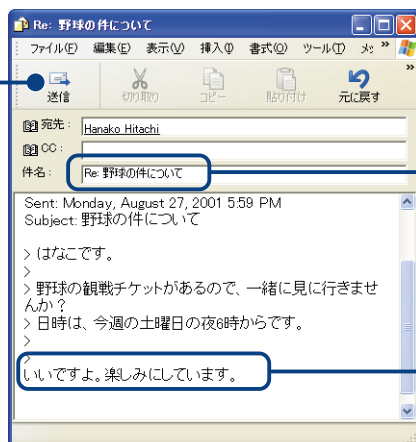 Re: 野球の件について
ファイル(F) 編集(E) 表示(V) 挿入(I) 書式(O) ツール(T) »
送信 切り取り コピー 貼り付け 元に戻す »
宛先: Hanako Hitachi
CC:
件名: Re: 野球の件について
Sent: Monday, August 27, 2001 5:59 PM
Subject: 野球の件について
> はなこです。
>
> 野球の観戦チケットがあるので、一緒に見に行きませ
んか?
> 日時は、今週の土曜日の夜6時からです。
>
>
いいですよ。楽しみにしています。